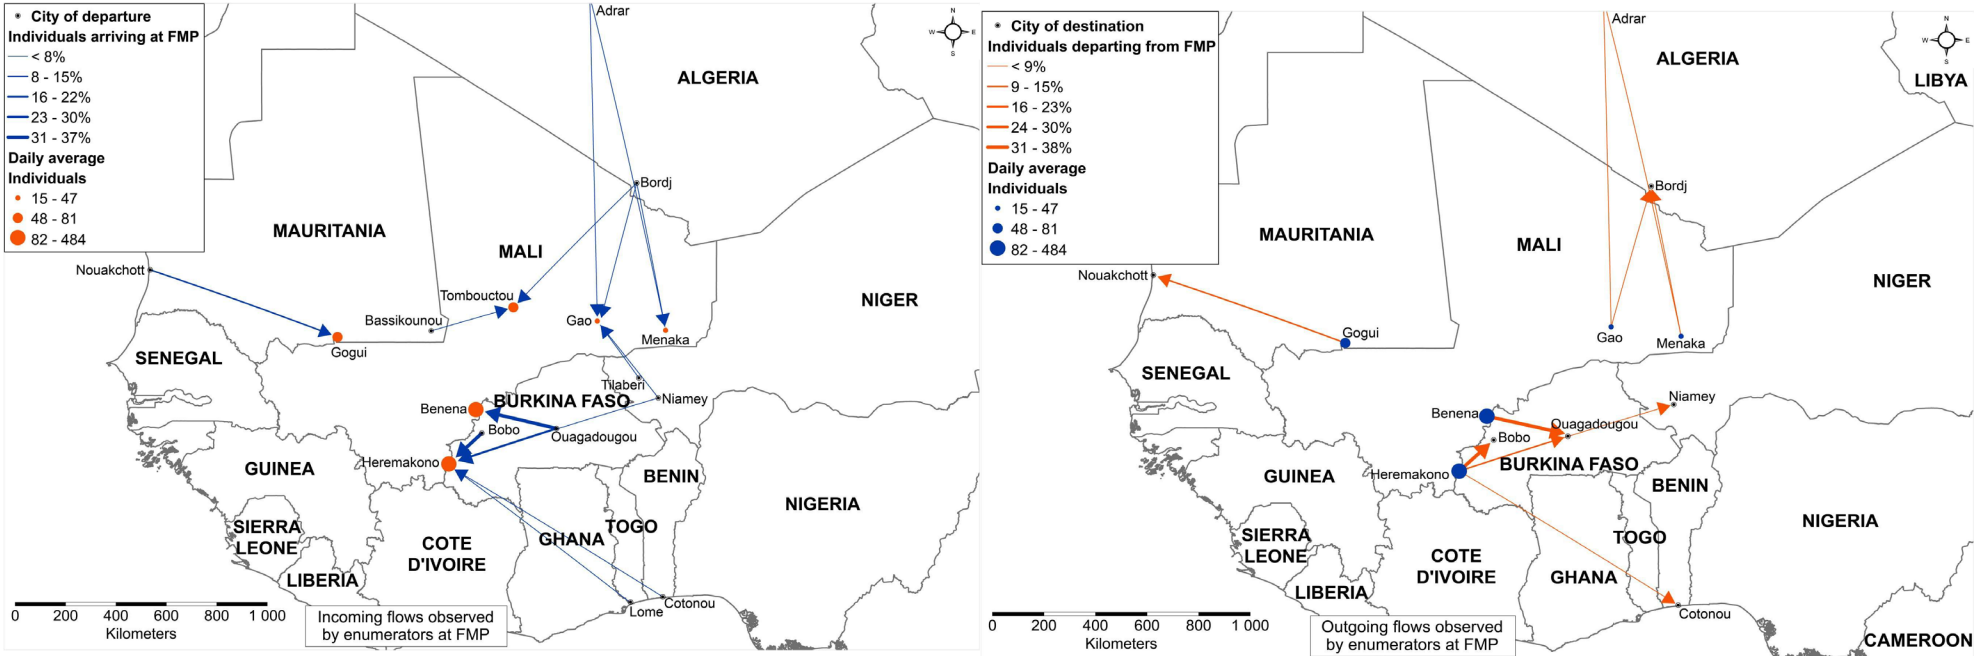 City of departure
Individuals arriving at FMP
< 8%
8 - 15%
16 - 22%
23 - 30%
31 - 37%
Daily average
Individuals
15 - 47
48 - 81
82 - 484
Adrar
N
W E
S
ALGERIA
Bordj
MAURITANIA
MALI
Nouakchott
Tombouctou
Bassikounou
Gao
NIGER
Gogui
Menaka
SENEGAL
Tilaberi
Niamey
BURKINA FASO
Benena
Bobo
Ouagadougou
Heremakono
GUINEA
BENIN
NIGERIA
SIERRA
LEONE
TOGO
GHANA
COTE
D'IVOIRE
LIBERIA
Lome
Cotonou
0 200 400 600 800 1 000
Kilometers
Incoming flows observed
by enumerators at FMP
City of destination
Individuals departing from FMP
< 9%
9 - 15%
16 - 23%
24 - 30%
31 - 38%
Daily average
Individuals
15 - 47
48 - 81
82 - 484
Adrar
N
W E
S
ALGERIA
LIBYA
Bordj
MAURITANIA
MALI
Nouakchott
NIGER
Gogui
Gao
Menaka
SENEGAL
Niamey
Benena
Ouagadougou
Bobo
BURKINA FASO
Heremakono
GUINEA
BENIN
NIGERIA
SIERRA
LEONE
TOGO
COTE
D'IVOIRE
GHANA
LIBERIA
Cotonou
CAMEROON
0 200 400 600 800 1 000
Kilometers
Outgoing flows observed
by enumerators at FMP